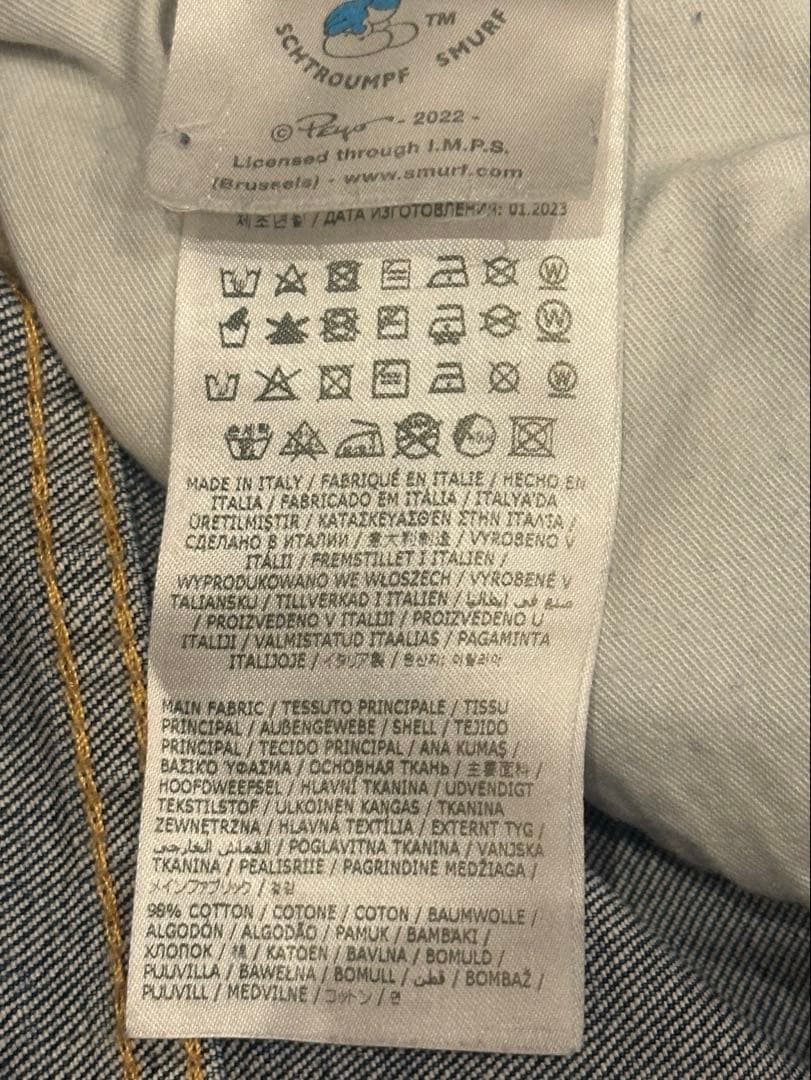 SCHTROUMPF SMURF TM
© Peyo - 2022 -
Licensed through I.M.P.S.
(Brussels) - www.smurf.com
제조년월 / ДАТА ИЗГОТОВЛЕНИЯ: 01.2023
W
W
W
손세탁
MADE IN ITALY / FABRIQUÉ EN ITALIE / HECHO EN
ITALIA / FABRICADO EM ITÁLIA / ITALYA'DA
ÜRETILMISTIR / ΚΑΤΑΣΚΕΥΑΣΘΕΝ ΣΤΗΝ ΙΤΑΛΙΑ /
СДЕЛАНО В ИТАЛИИ / 意大利制造 / VYROBENO V
ITÁLII / FREMSTILLET I ITALIEN /
WYPRODUKOWANO WE WŁOSZECH / VYROBENÉ V
TALIANSKU / TILLVERKAD I ITALIEN / صنع في إيطاليا
/ PROIZVEDENO V ITALIJI / PROIZVEDENO U
ITALIJI / VALMISTATUD ITAALIAS / PAGAMINTA
ITALIJOJE / イタリア製 / 원산지: 이탈리아
MAIN FABRIC / TESSUTO PRINCIPALE / TISSU
PRINCIPAL / AUßENGEWEBE / SHELL / TEJIDO
PRINCIPAL / TECIDO PRINCIPAL / ANA KUMAŞ /
ΒΑΣΙΚΟ ΎΦΑΣΜΑ / ОСНОВНАЯ ТКАНЬ / 主要面料 /
HOOFDWEEFSEL / HLAVNÍ TKANINA / UDVENDIGT
TEKSTILSTOF / ULKOINEN KANGAS / TKANINA
ZEWNĘTRZNA / HLAVNÁ TEXTÍLIA / EXTERNT TYG /
القماش الخارجي / POGLAVITNA TKANINA / VANJSKA
TKANINA / PEALISRIIE / PAGRINDINĖ MEDŽIAGA /
メインファブリック / 겉감
98% COTTON / COTONE / COTON / BAUMWOLLE /
ALGODÓN / ALGODÃO / PAMUK / ΒΑΜΒΑΚΙ /
ХЛОПОК / 棉 / KATOEN / BAVLNA / BOMULD /
PUUVILLA / BAWEŁNA / BOMULL / قطن / BOMBAŽ /
PUUVILL / MEDVILNĖ / コットン / 면